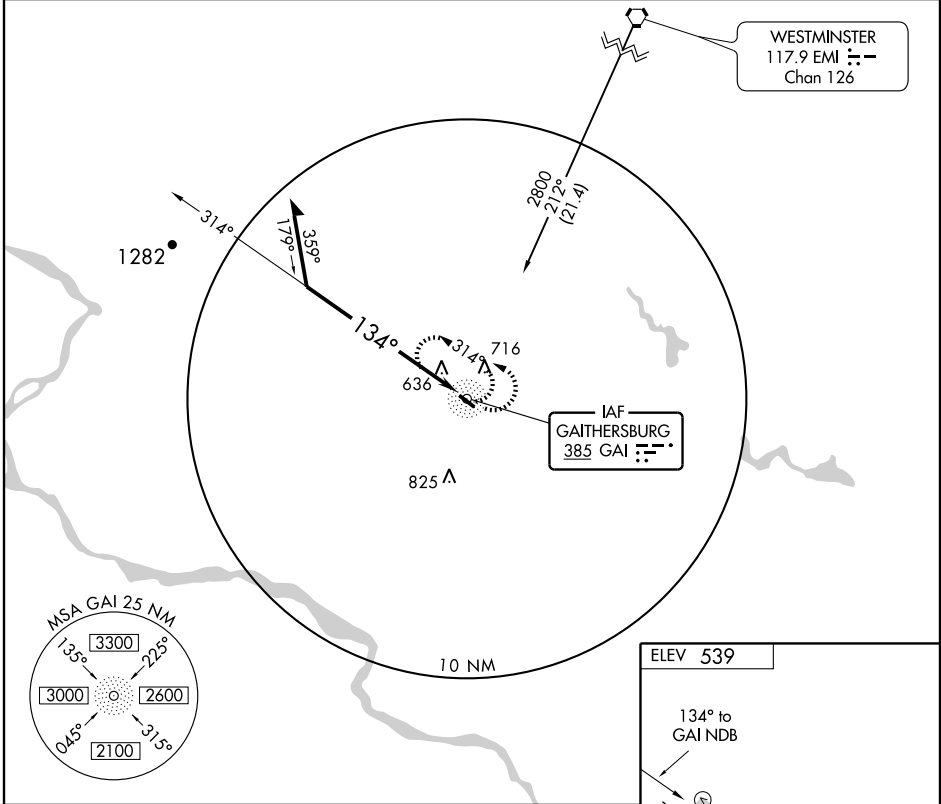 WESTMINSTER
117.9 EMI
Chan 126
2800
212°
(21.4)
314°
359°
179°
1282
134°
314°
716
636
IAF
GAITHERSBURG
385 GAI
825
MSA GAI 25 NM
135°
3300
225°
3000
2600
045°
2100
315°
10 NM
ELEV 539
134° to
GAI NDB